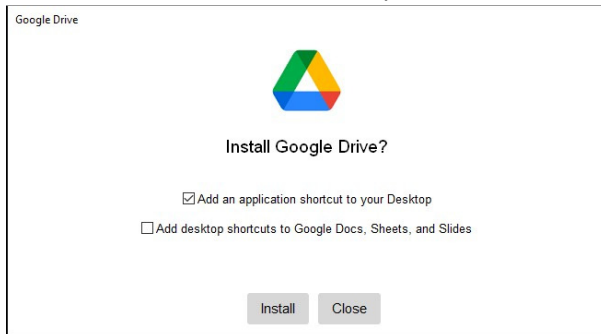 Google Drive
Install Google Drive?
Add an application shortcut to your Desktop
Add desktop shortcuts to Google Docs, Sheets, and Slides
Install Close